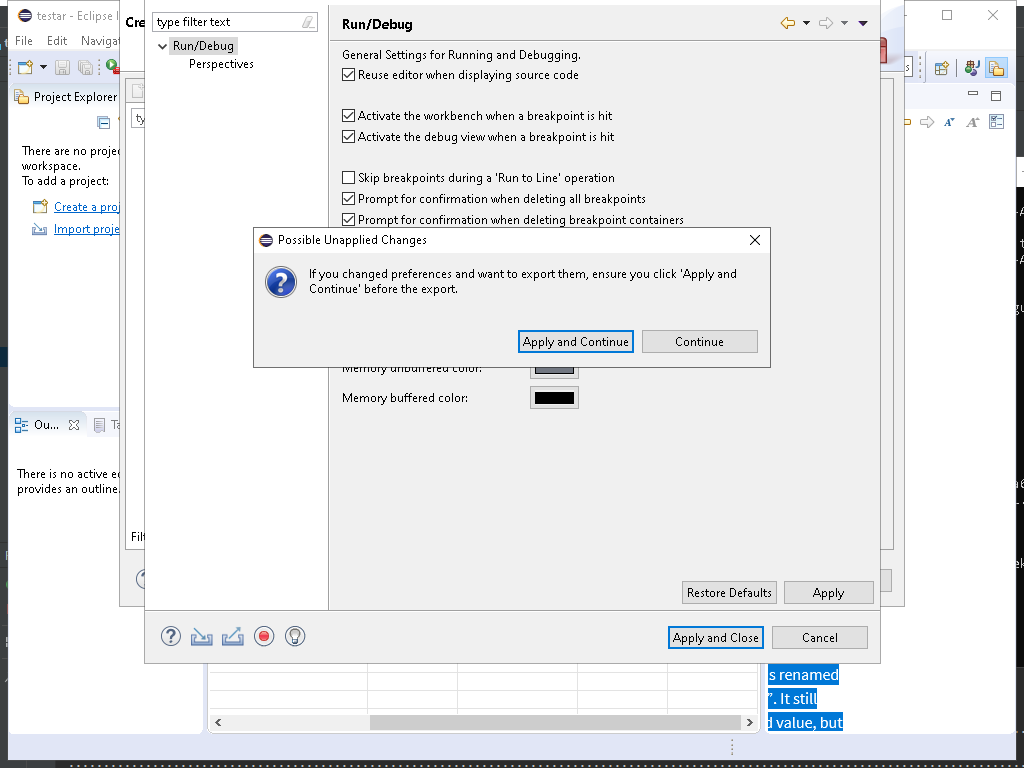 testar - Eclipse I
File Edit Navigat
Project Explorer
There are no proje
workspace.
To add a project:
Create a proj
Import proje
Ou...
Ta
There is no active ed
provides an outline.
Cre
ty
Filt
type filter text
Run/Debug
Perspectives
Run/Debug
General Settings for Running and Debugging.
Reuse editor when displaying source code
Activate the workbench when a breakpoint is hit
Activate the debug view when a breakpoint is hit
Skip breakpoints during a 'Run to Line' operation
Prompt for confirmation when deleting all breakpoints
Prompt for confirmation when deleting breakpoint containers
Possible Unapplied Changes
If you changed preferences and want to export them, ensure you click 'Apply and
Continue' before the export.
Apply and Continue
Continue
Memory unbuffered color:
Memory buffered color:
Restore Defaults
Apply
Apply and Close
Cancel
s renamed
”. It still
d value, but